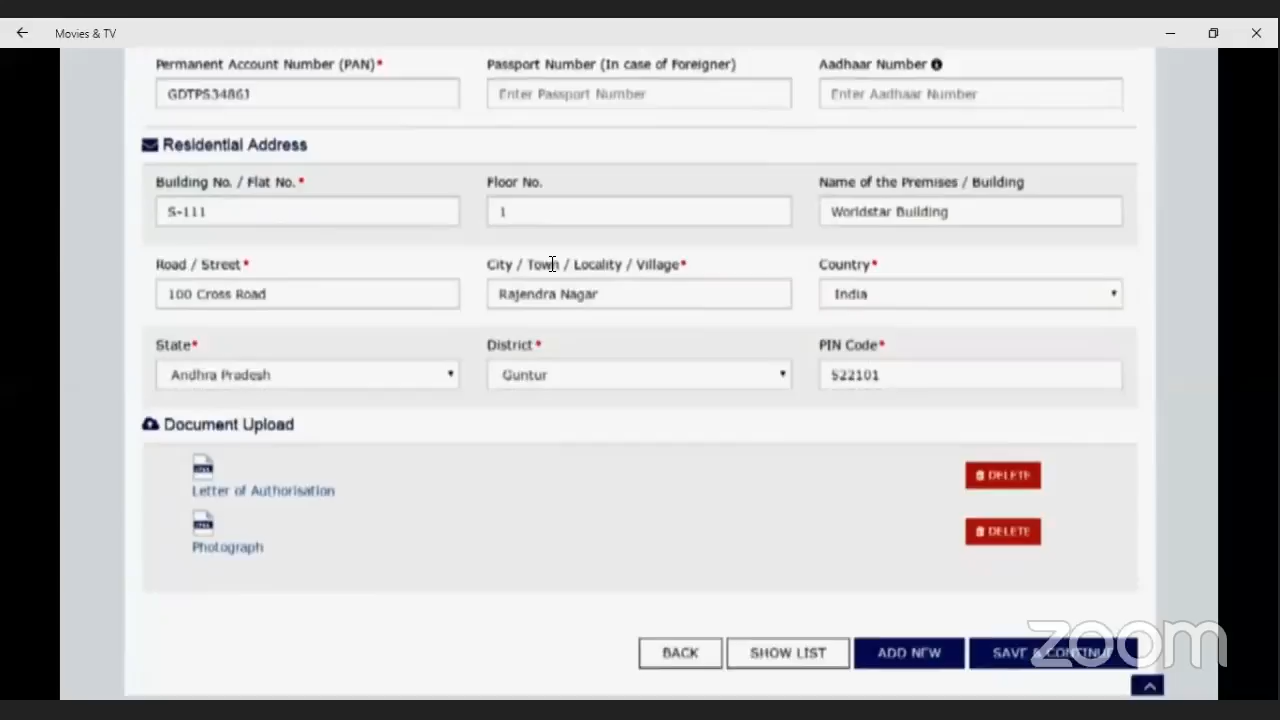 Movies & TV
Permanent Account Number (PAN)* Passport Number (In case of Foreigner) Aadhaar Number
Enter Passport Number Enter Aadhaar Number
Residential Address
Building No. / Flat No.* Floor No. Name of the Premises / Building
S-111 1 Worldstar Building
Road / Street* City / Town / Locality / Village* Country*
100 Cross Road Rajendra Nagar India
State* District* PIN Code*
Andhra Pradesh Guntur 522101
Document Upload
Letter of Authorisation DELETE
Photograph DELETE
BACK SHOW LIST ADD NEW SAVE & CONTINUE
zoom